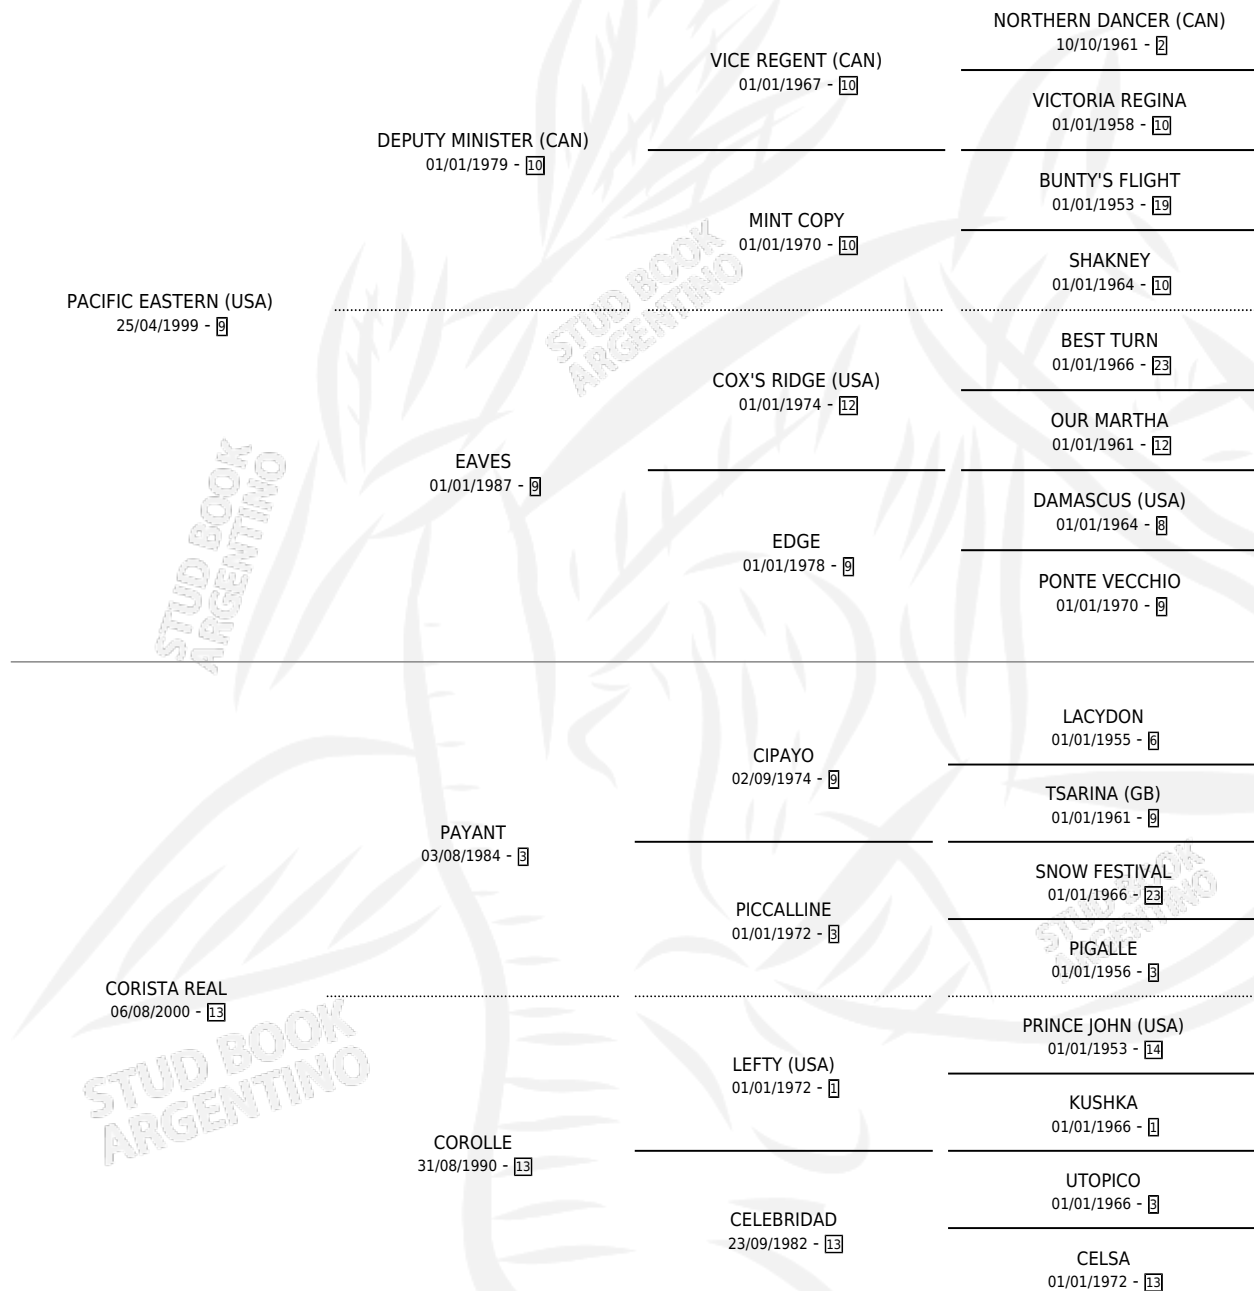 NORTHERN DANCER (CAN)
10/10/1961 - 2
VICE REGENT (CAN)
01/01/1967 - 10
VICTORIA REGINA
01/01/1958 - 10
DEPUTY MINISTER (CAN)
01/01/1979 - 10
BUNTY'S FLIGHT
01/01/1953 - 19
MINT COPY
01/01/1970 - 10
SHAKNEY
01/01/1964 - 10
PACIFIC EASTERN (USA)
25/04/1999 - 9
BEST TURN
01/01/1966 - 23
COX'S RIDGE (USA)
01/01/1974 - 12
OUR MARTHA
01/01/1961 - 12
EAVES
01/01/1987 - 9
DAMASCUS (USA)
01/01/1964 - 8
EDGE
01/01/1978 - 9
PONTE VECCHIO
01/01/1970 - 9
LACYDON
01/01/1955 - 6
CIPAYO
02/09/1974 - 9
TSARINA (GB)
01/01/1961 - 9
PAYANT
03/08/1984 - 3
SNOW FESTIVAL
01/01/1966 - 23
PICCALLINE
01/01/1972 - 3
PIGALLE
01/01/1956 - 3
CORISTA REAL
06/08/2000 - 13
PRINCE JOHN (USA)
01/01/1953 - 14
LEFTY (USA)
01/01/1972 - 1
KUSHKA
01/01/1966 - 1
COROLLE
31/08/1990 - 13
UTOPICO
01/01/1966 - 3
CELEBRIDAD
23/09/1982 - 13
CELSA
01/01/1972 - 13
STUD BOOK
ARGENTINO
STUD BOOK
ARGENTINO
STUD BOOK
ARGENTINO
STUD BOOK
ARGENTINO